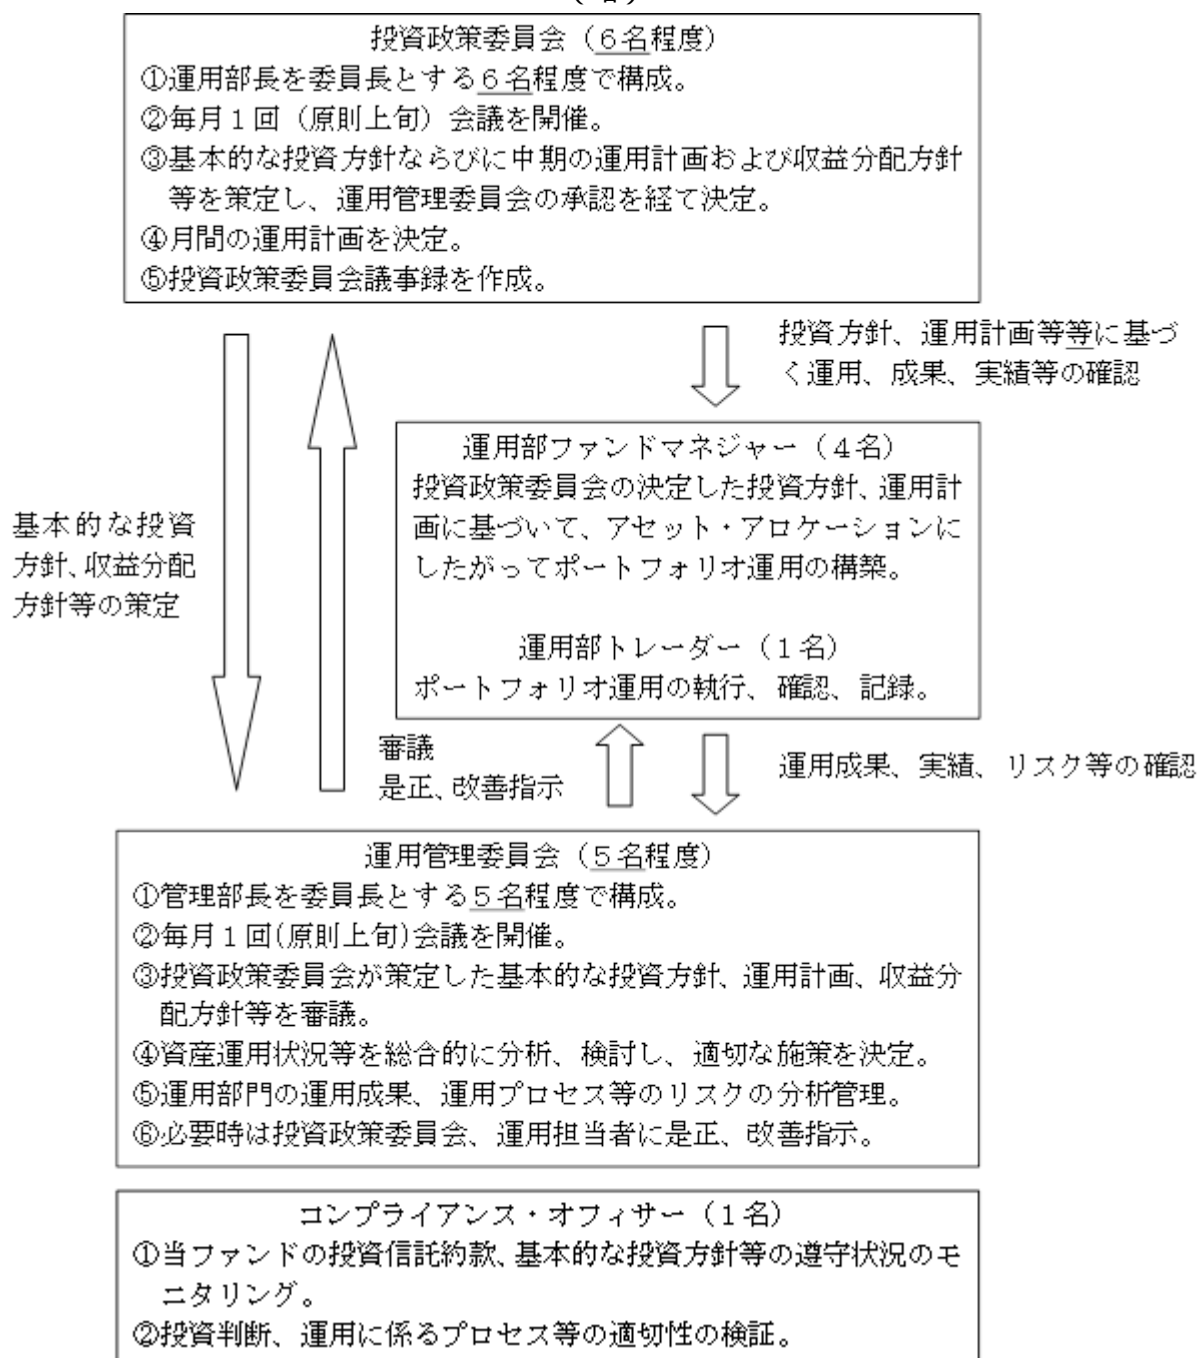 投資政策委員会（６名程度）
①運用部長を委員長とする６名程度で構成。
②毎月１回（原則上旬）会議を開催。
③基本的な投資方針ならびに中期の運用計画および収益分配方針
等を策定し、運用管理委員会の承認を経て決定。
④月間の運用計画を決定。
⑤投資政策委員会議事録を作成。
投資方針、運用計画等等に基づ
く運用、成果、実績等の確認
運用部ファンドマネジャー（４名）
投資政策委員会の決定した投資方針、運用計
画に基づいて、アセット・アロケーションに
したがってポートフォリオ運用の構築。
運用部トレーダー（１名）
ポートフォリオ運用の執行、確認、記録。
基本的な投資
方針、収益分配
方針等の策定
審議
是正、改善指示
運用成果、実績、リスク等の確認
運用管理委員会（５名程度）
①管理部長を委員長とする５名程度で構成。
②毎月１回(原則上旬)会議を開催。
③投資政策委員会が策定した基本的な投資方針、運用計画、収益分
配方針等を審議。
④資産運用状況等を総合的に分析、検討し、適切な施策を決定。
⑤運用部門の運用成果、運用プロセス等のリスクの分析管理。
⑥必要時は投資政策委員会、運用担当者に是正、改善指示。
コンプライアンス・オフィサー（１名）
①当ファンドの投資信託約款、基本的な投資方針等の遵守状況のモ
ニタリング。
②投資判断、運用に係るプロセス等の適切性の検証。